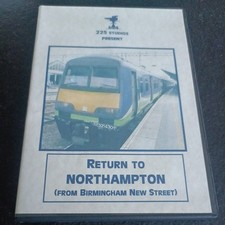 225 STUDIOS
PRESENT
RETURN TO
NORTHAMPTON
(FROM BIRMINGHAM NEW STREET)